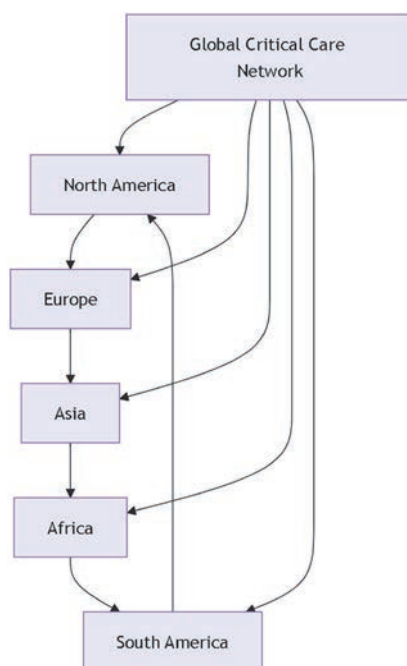 Global Critical Care
Network
North America
Europe
Asia
Africa
South America